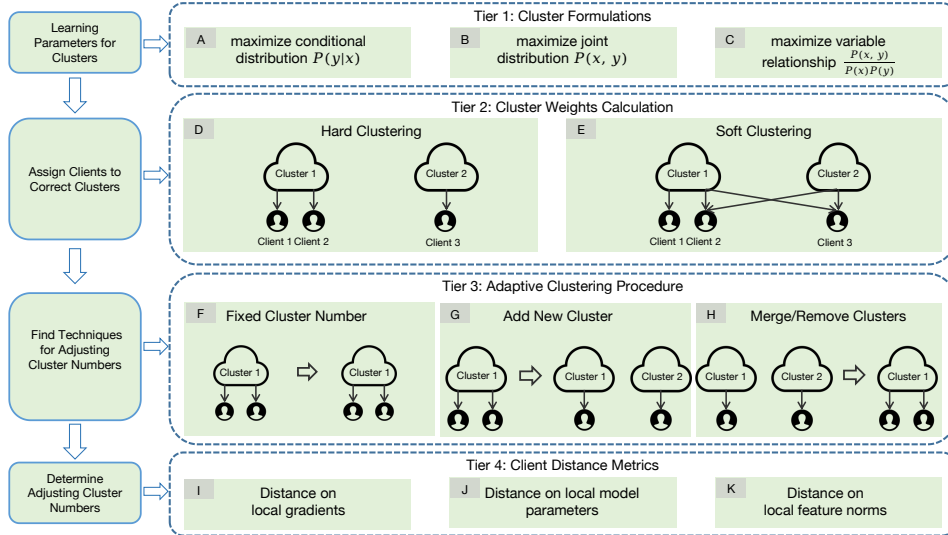 Learning
Parameters for
Clusters
Tier 1: Cluster Formulations
A
maximize conditional
distribution P(y|x)
B
maximize joint
distribution P(x, y)
C
maximize variable
relationship P(x, y) / P(x)P(y)
Assign Clients to
Correct Clusters
Tier 2: Cluster Weights Calculation
D
Hard Clustering
Cluster 1
Cluster 2
Client 1 Client 2
Client 3
E
Soft Clustering
Cluster 1
Cluster 2
Client 1 Client 2
Client 3
Find Techniques
for Adjusting
Cluster Numbers
Tier 3: Adaptive Clustering Procedure
F
Fixed Cluster Number
Cluster 1
Cluster 1
G
Add New Cluster
Cluster 1
Cluster 1
Cluster 2
H
Merge/Remove Clusters
Cluster 1
Cluster 2
Cluster 1
Determine
Adjusting Cluster
Numbers
Tier 4: Client Distance Metrics
I
Distance on
local gradients
J
Distance on local model
parameters
K
Distance on
local feature norms